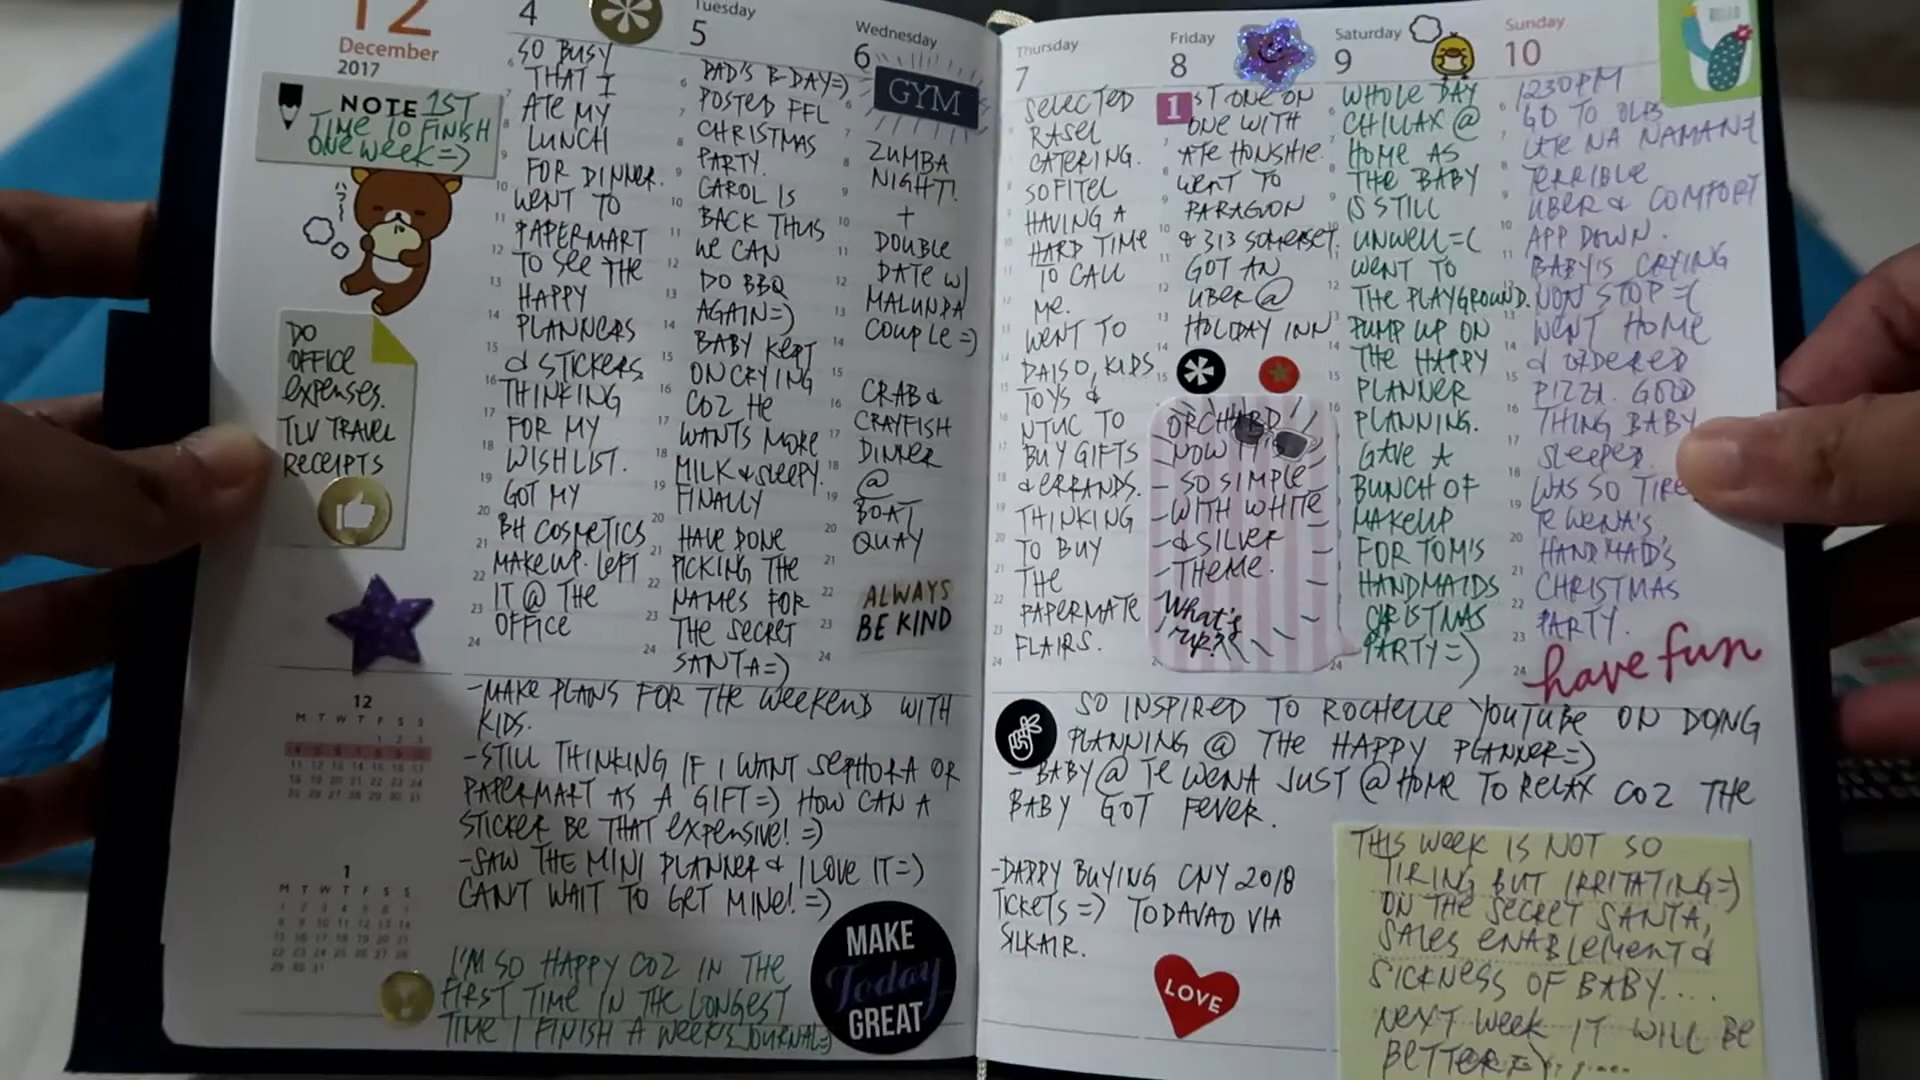 12
December
2017
NOTE 1ST
TIME TO FINISH
ONE WEEK=)
DO
OFFICE
EXPENSES.
TLV TRAVEL
RECEIPTS
4
SO BUSY
THAT I
ATE MY
LUNCH
FOR DINNER.
WENT TO
PAPERMART
TO SEE THE
HAPPY
PLANNERS
& STICKERS
THINKING
FOR MY
WISHLIST.
GOT MY
BH COSMETICS
MAKEUP. LEFT
IT @ THE
OFFICE
Tuesday
5
DAD'S B-DAY=)
POSTED FFL
CHRISTMAS
PARTY.
CAROL IS
BACK THUS
WE CAN
DO BBQ
AGAIN=)
BABY KEPT
ON CRYING
COZ HE
WANTS MORE
MILK & SLEEPY.
FINALLY
HAVE DONE
PICKING THE
NAMES FOR
THE SECRET
SANTA=)
Wednesday
6
GYM
ZUMBA
NIGHT!
+
DOUBLE
DATE W/
MALUNDA
COUPLE=)
CRAB &
CRAYFISH
DINNER
@
BOAT
QUAY
ALWAYS
BE KIND
12
M T W T F S S
1
M T W T F S S
-MAKE PLANS FOR THE WEEKEND WITH
KIDS.
-STILL THINKING IF I WANT SEPHORA OR
PAPERMART AS A GIFT=) HOW CAN A
STICKER BE THAT EXPENSIVE! =)
-SAW THE MINI PLANNER & I LOVE IT=)
CAN'T WAIT TO GET MINE! =)
I'M SO HAPPY COZ IN THE
FIRST TIME IN THE LONGEST
TIME I FINISH A WEEK'S JOURNAL=)
MAKE
Today
GREAT
Thursday
7
SELECTED
RASEL
CATERING.
SOFITEL
HAVING A
HARD TIME
TO CALL
ME.
WENT TO
DAISO, KIDS
TOYS &
NTUC TO
BUY GIFTS
& ERRANDS.
THINKING
TO BUY
THE
PAPERMATE
FLAIRS.
Friday
8
1ST ONE ON
ONE WITH
ATE HONSHIE.
WENT TO
PARAGON
& 313 SOMERSET.
GOT AN
UBER @
HOLIDAY INN
ORCHARD
NOW IT'S
SO SIMPLE
WITH WHITE
& SILVER
THEME.
What's
up?
Saturday
9
WHOLE DAY
CHILLAX @
HOME AS
THE BABY
IS STILL
UNWELL=(
WENT TO
THE PLAYGROUND.
PUMP UP ON
THE HAPPY
PLANNER
PLANNING.
GAVE A
BUNCH OF
MAKEUP
FOR TOM'S
HANDMAIDS
CHRISTMAS
PARTY=)
Sunday
10
HELLO
1230PM
GO TO OLPS
LATE NA NAMAN=(
TERRIBLE
UBER & COMFORT
APP DOWN.
BABY IS CRYING
NON STOP=(
WENT HOME
& ORDERED
PIZZA. GOOD
THING BABY
SLEEPED.
WAS SO TIRE
TE WENA'S
HANDMAID'S
CHRISTMAS
PARTY.
have fun
SO INSPIRED TO ROCHELLE YOUTUBE ON DOING
PLANNING @ THE HAPPY PLANNER=)
- BABY @ TE WENA JUST @ HOME TO RELAX COZ THE
BABY GOT FEVER.
-DAPPY BUYING CNY 2018
TICKETS=) TO DAVAO VIA
SILKAIR.
LOVE
THIS WEEK IS NOT SO
TIRING BUT IRRITATING=)
ON THE SECRET SANTA,
SALES ENABLEMENT &
SICKNESS OF BABY....
NEXT WEEK IT WILL BE
BETTER=)